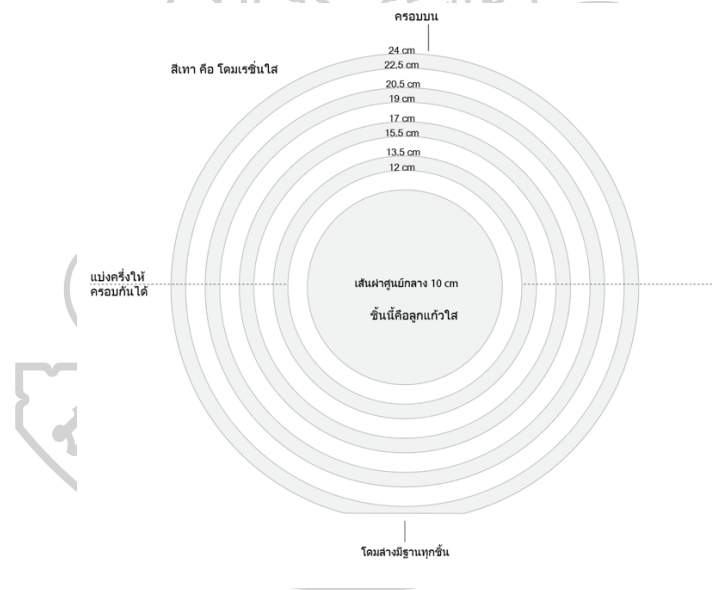 ครอบบน
สีเทา คือ โดมเรซิ่นใส
24 cm
22.5 cm
20.5 cm
19 cm
17 cm
15.5 cm
13.5 cm
12 cm
แบ่งครึ่งให้
ครอบกันได้
เส้นผ่าศูนย์กลาง 10 cm
ชิ้นนี้คือลูกแก้วใส
โดมล่างมีฐานทุกชิ้น